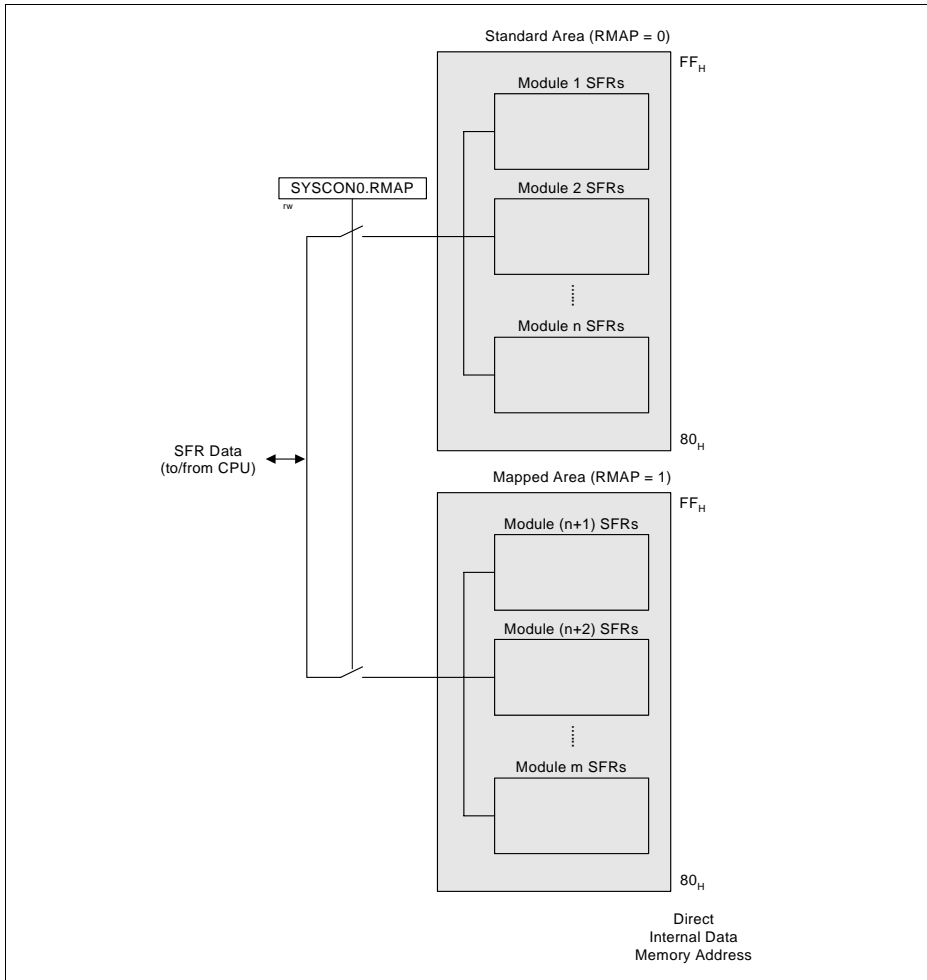 Standard Area (RMAP = 0)
FFH
Module 1 SFRs
SYSCON0.RMAP
rw
Module 2 SFRs
Module n SFRs
80H
SFR Data
(to/from CPU)
Mapped Area (RMAP = 1)
FFH
Module (n+1) SFRs
Module (n+2) SFRs
Module m SFRs
80H
Direct
Internal Data
Memory Address